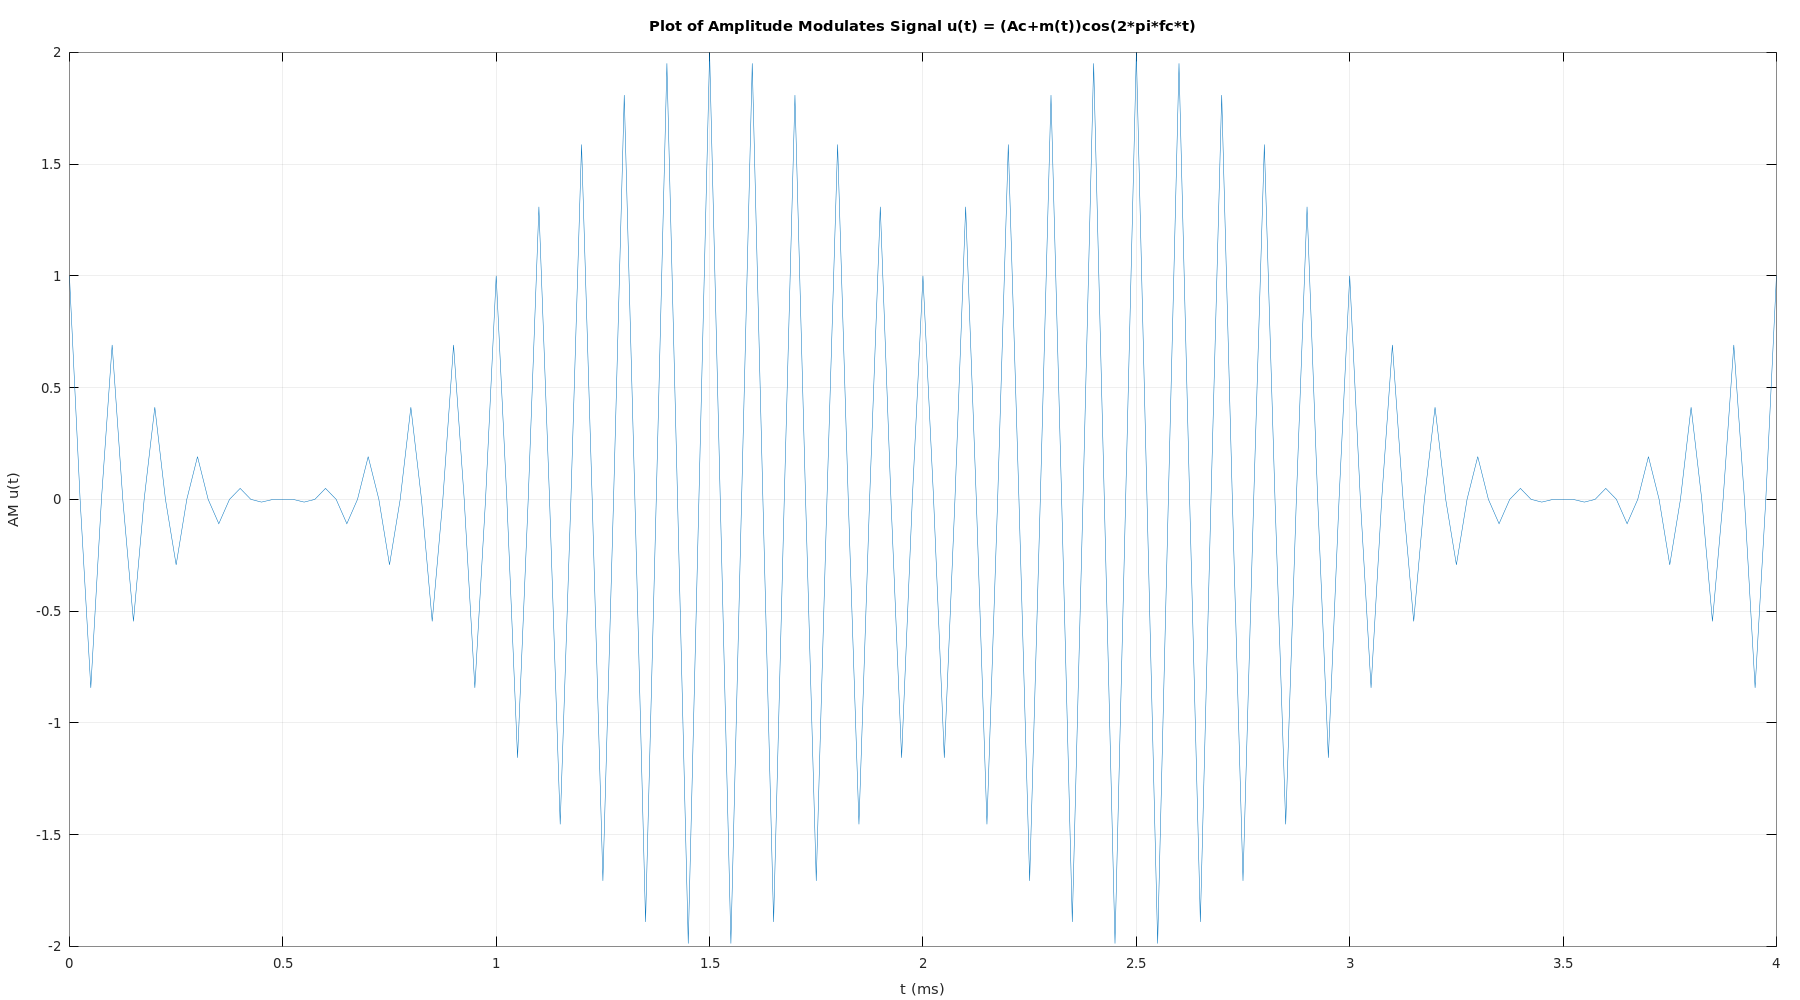 Plot of Amplitude Modulates Signal u(t) = (Ac+m(t))cos(2*pi*fc*t)
2
1.5
1
0.5
0
-0.5
-1
-1.5
-2
AM u(t)
0 0.5 1 1.5 2 2.5 3 3.5 4
t (ms)